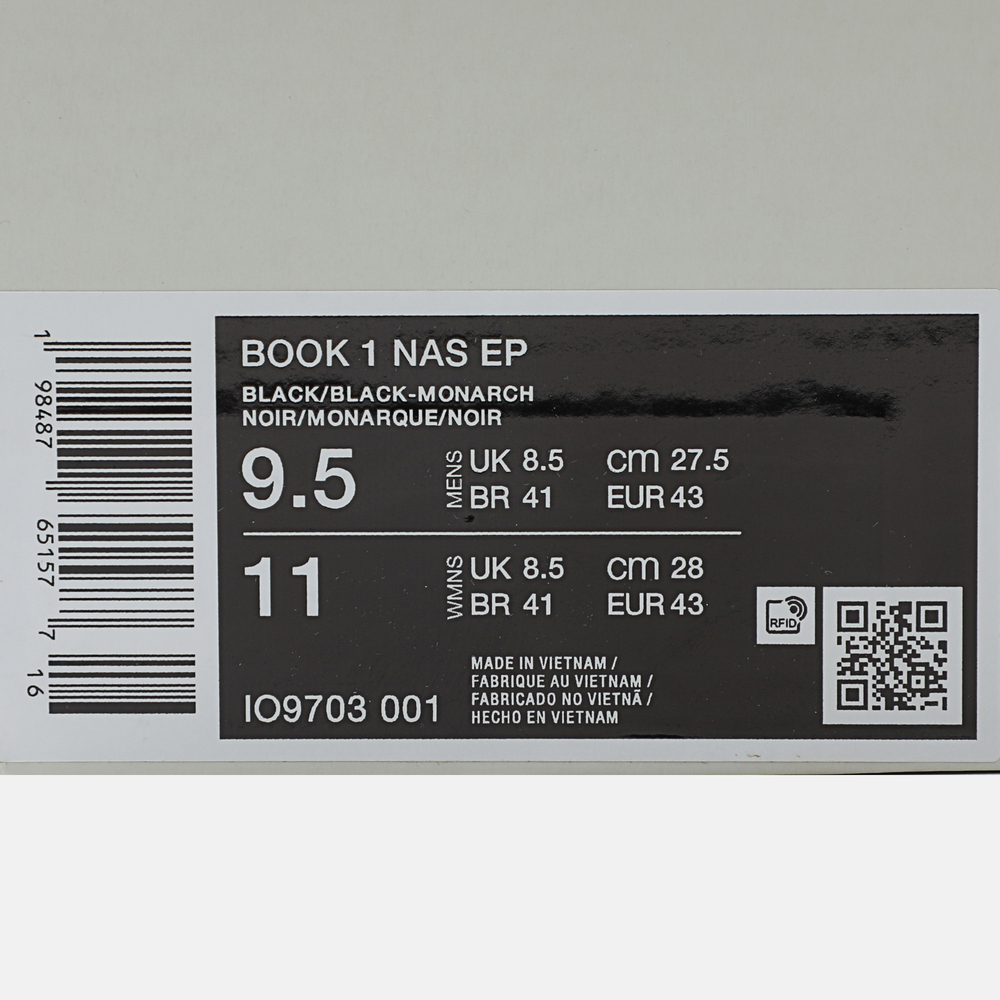 BOOK 1 NAS EP
BLACK/BLACK-MONARCH
NOIR/MONARQUE/NOIR
9.5 MENS UK 8.5 cm 27.5
BR 41 EUR 43
11 WMNS UK 8.5 cm 28
BR 41 EUR 43
RFID
MADE IN VIETNAM /
FABRIQUE AU VIETNAM /
FABRICADO NO VIETNÃ /
HECHO EN VIETNAM
IO9703 001
1 98487 65157 7 16